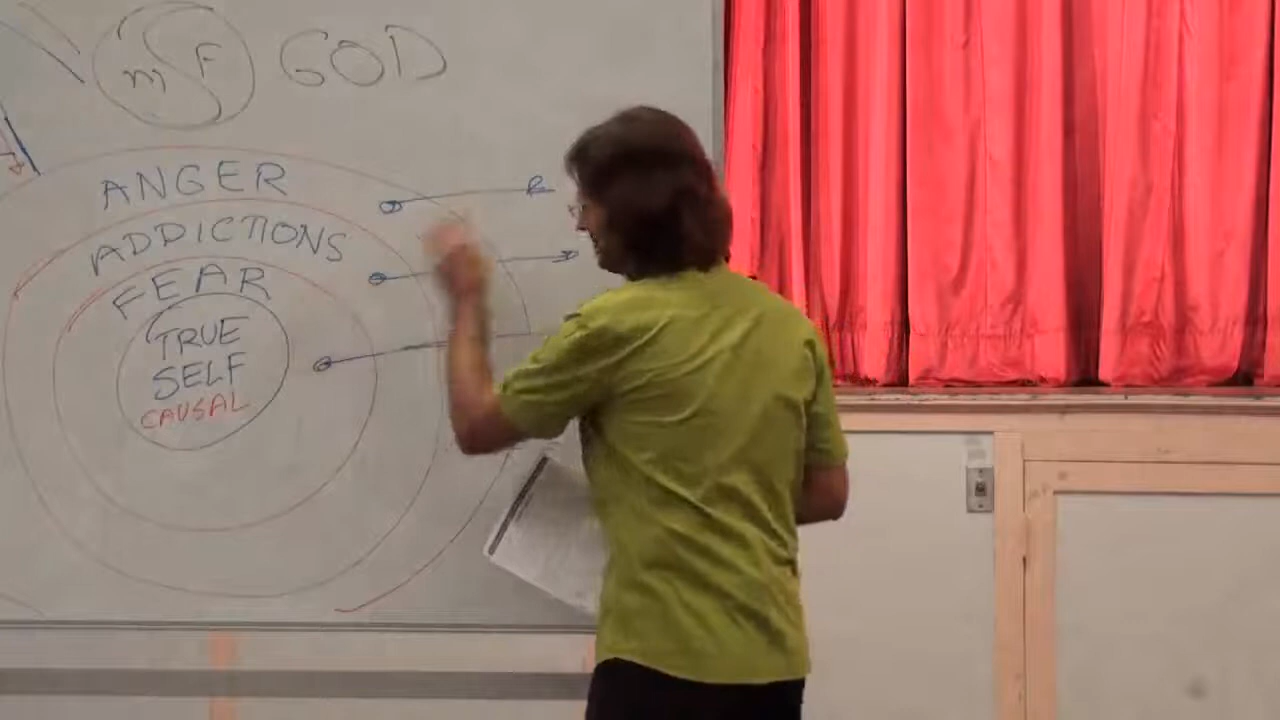 m F GOD
ANGER
ADDICTIONS
FEAR
TRUE
SELF
CAUSAL